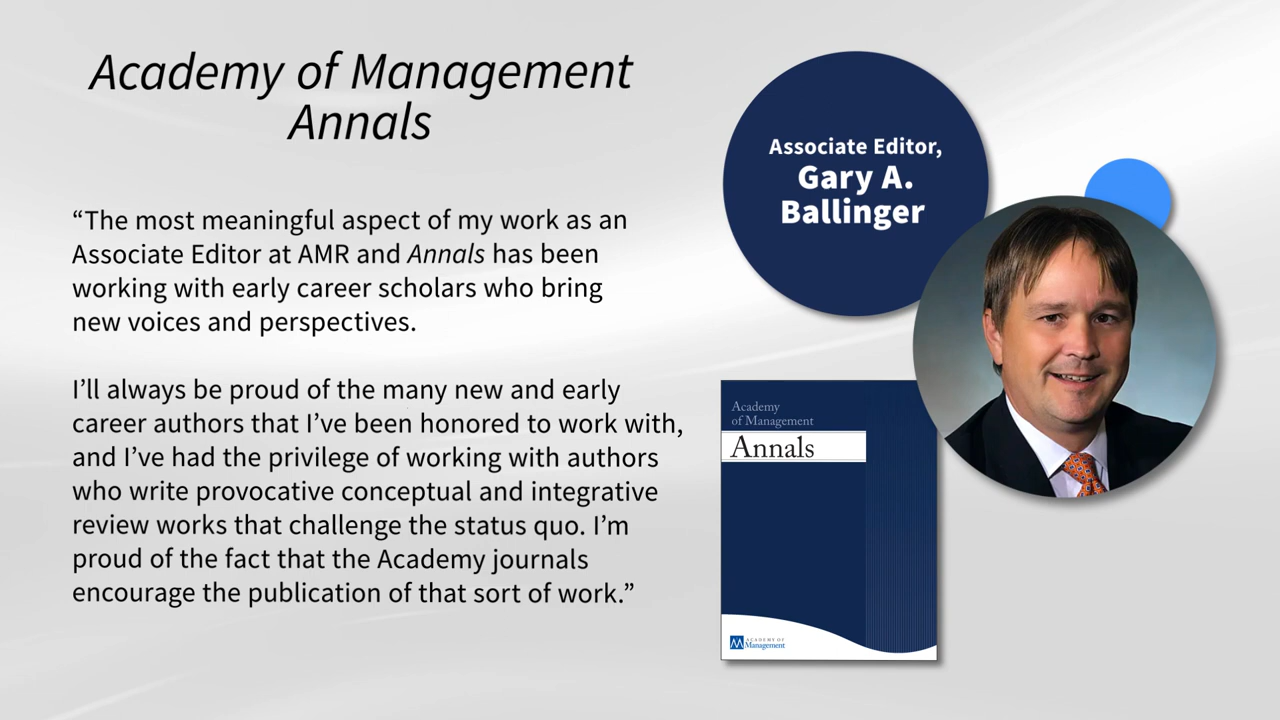 Academy of Management
Annals
“The most meaningful aspect of my work as an
Associate Editor at AMR and Annals has been
working with early career scholars who bring
new voices and perspectives.
I’ll always be proud of the many new and early
career authors that I’ve been honored to work with,
and I’ve had the privilege of working with authors
who write provocative conceptual and integrative
review works that challenge the status quo. I’m
proud of the fact that the Academy journals
encourage the publication of that sort of work.”
Associate Editor,
Gary A.
Ballinger
Academy
of Management
Annals
ACADEMY OF
Management